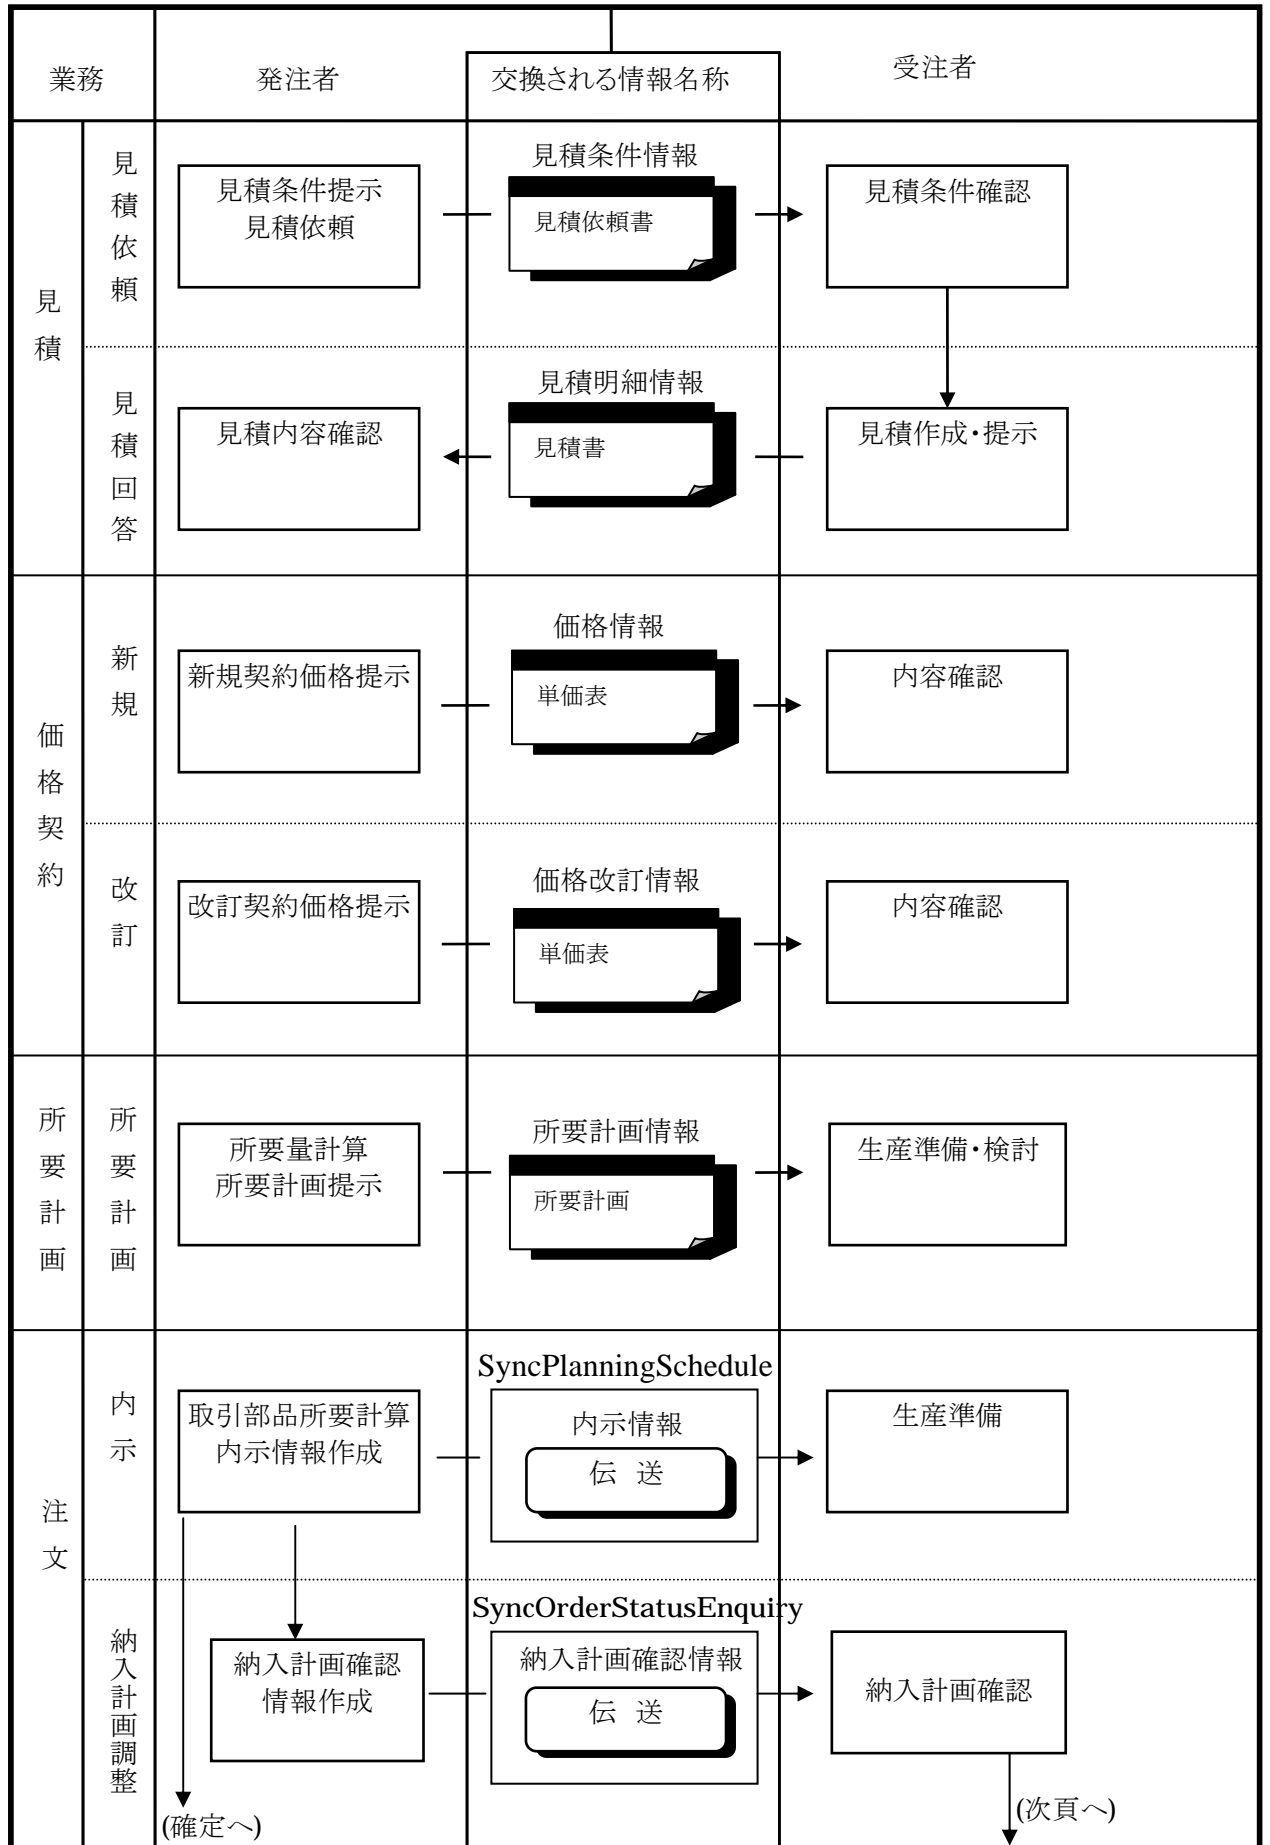 業務
発注者
交換される情報名称
受注者
見積
見積依頼
見積条件提示
見積依頼
見積条件情報
見積依頼書
見積条件確認
見積回答
見積内容確認
見積明細情報
見積書
見積作成・提示
価格契約
新規
新規契約価格提示
価格情報
単価表
内容確認
改訂
改訂契約価格提示
価格改訂情報
単価表
内容確認
所要計画
所要計画
所要量計算
所要計画提示
所要計画情報
所要計画
生産準備・検討
注文
内示
取引部品所要計算
内示情報作成
SyncPlanningSchedule
内示情報
伝 送
生産準備
納入計画調整
納入計画確認
情報作成
SyncOrderStatusEnquiry
納入計画確認情報
伝 送
納入計画確認
(確定へ)
(次頁へ)